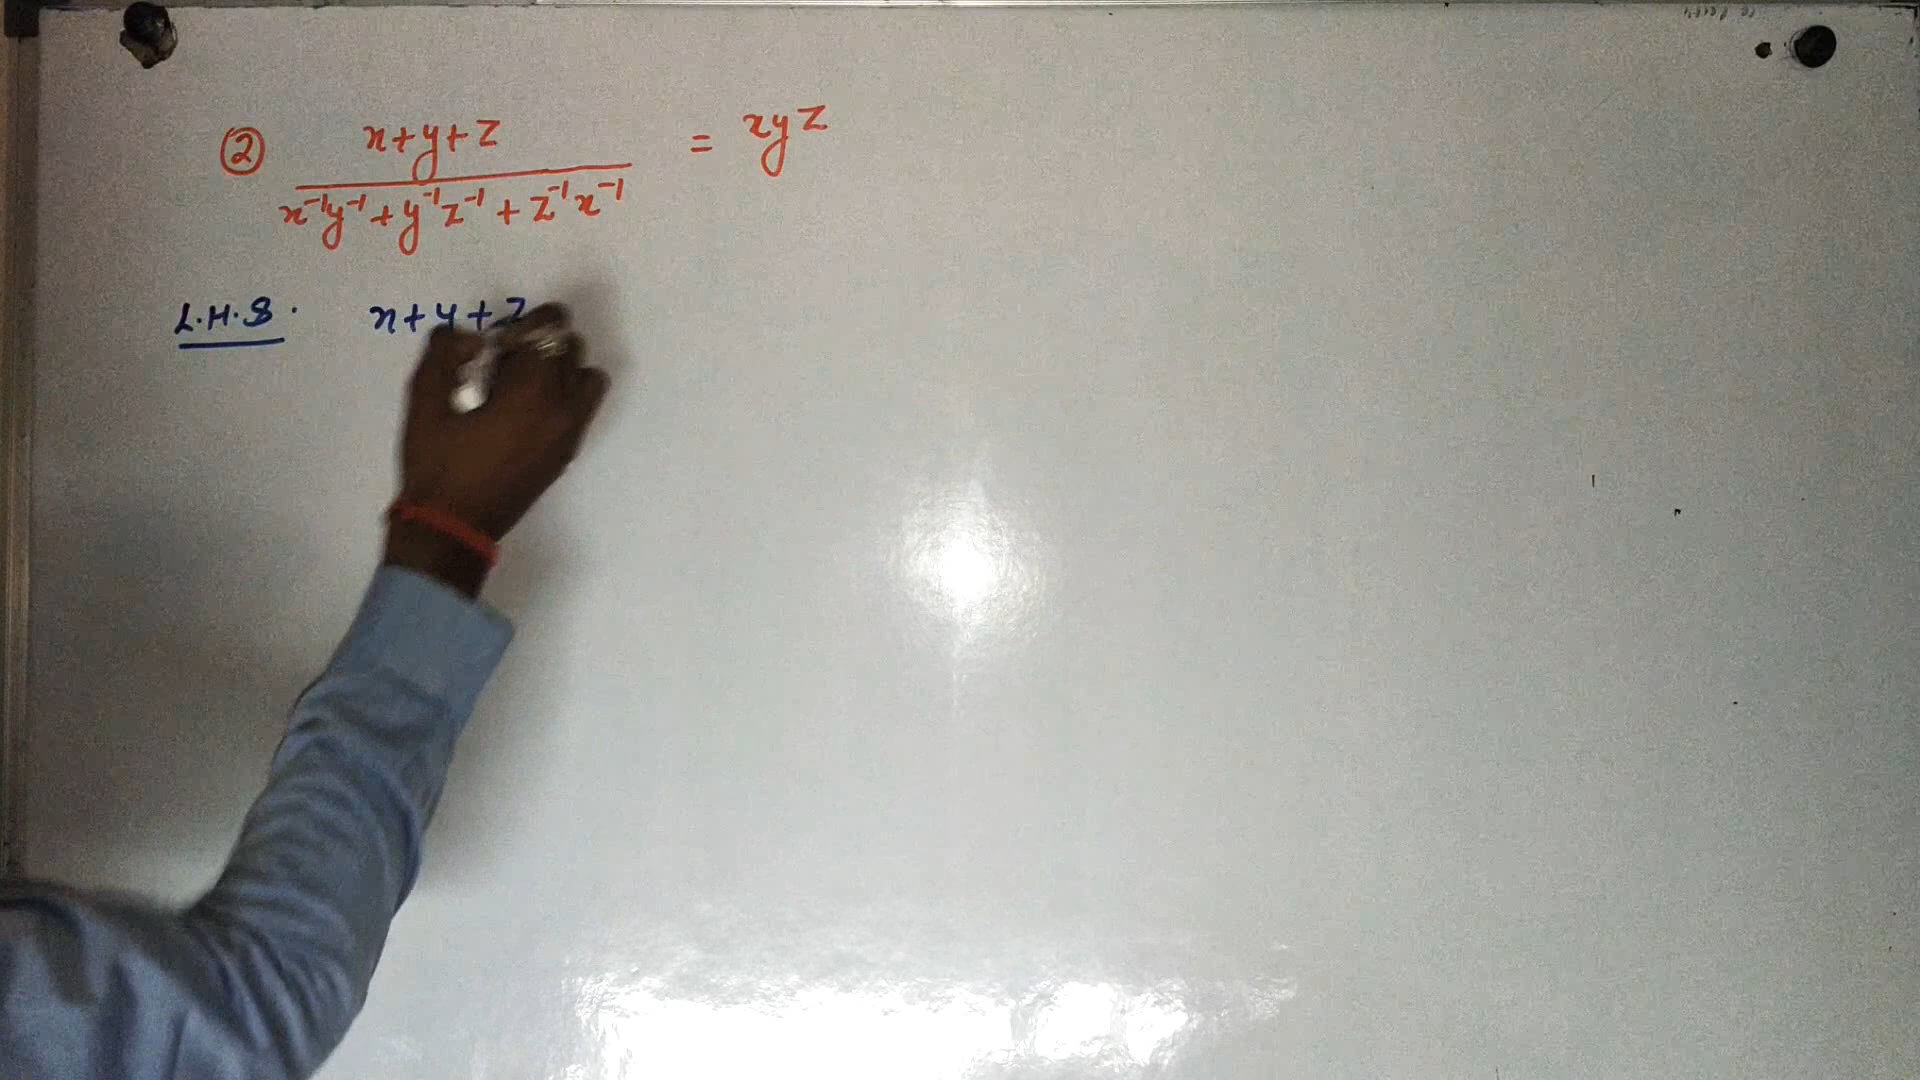 ② x+y+z = xyz
x⁻¹y⁻¹+y⁻¹z⁻¹+z⁻¹x⁻¹
L.H.S. x+y+z